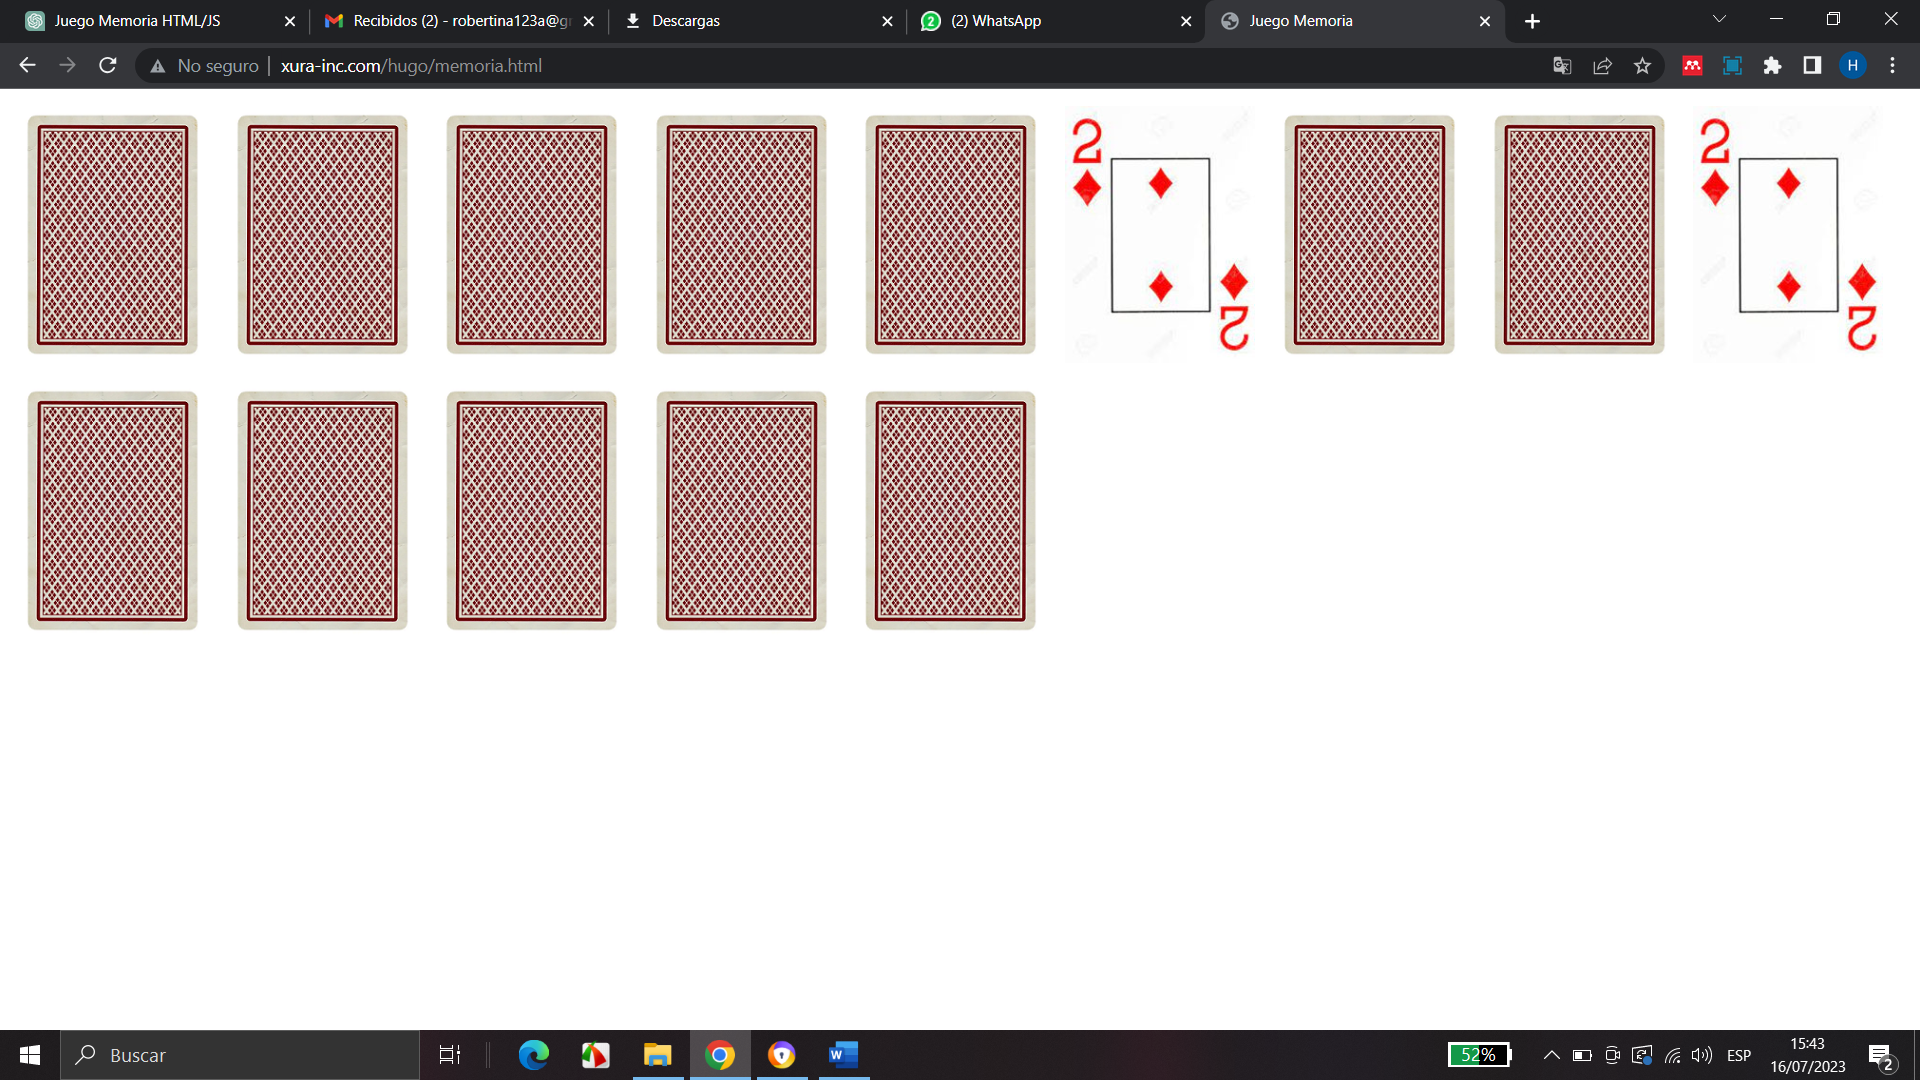 Juego Memoria HTML/JS
Recibidos (2) - robertina123a@g
Descargas
(2) WhatsApp
Juego Memoria
No seguro
xura-inc.com/hugo/memoria.html
H
2
2
2
2
Buscar
52%
ESP
15:43
16/07/2023
2